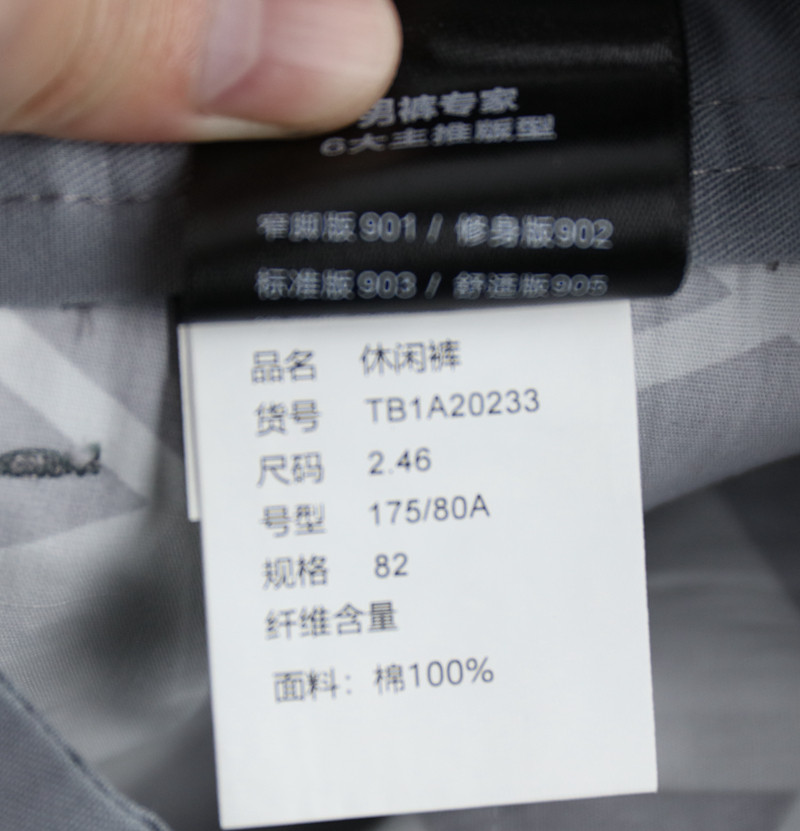 男裤专家
6大主推版型
窄脚版901 / 修身版902
标准版903 / 舒适版905
品名 休闲裤
货号 TB1A20233
尺码 2.46
号型 175/80A
规格 82
纤维含量
面料：棉100%